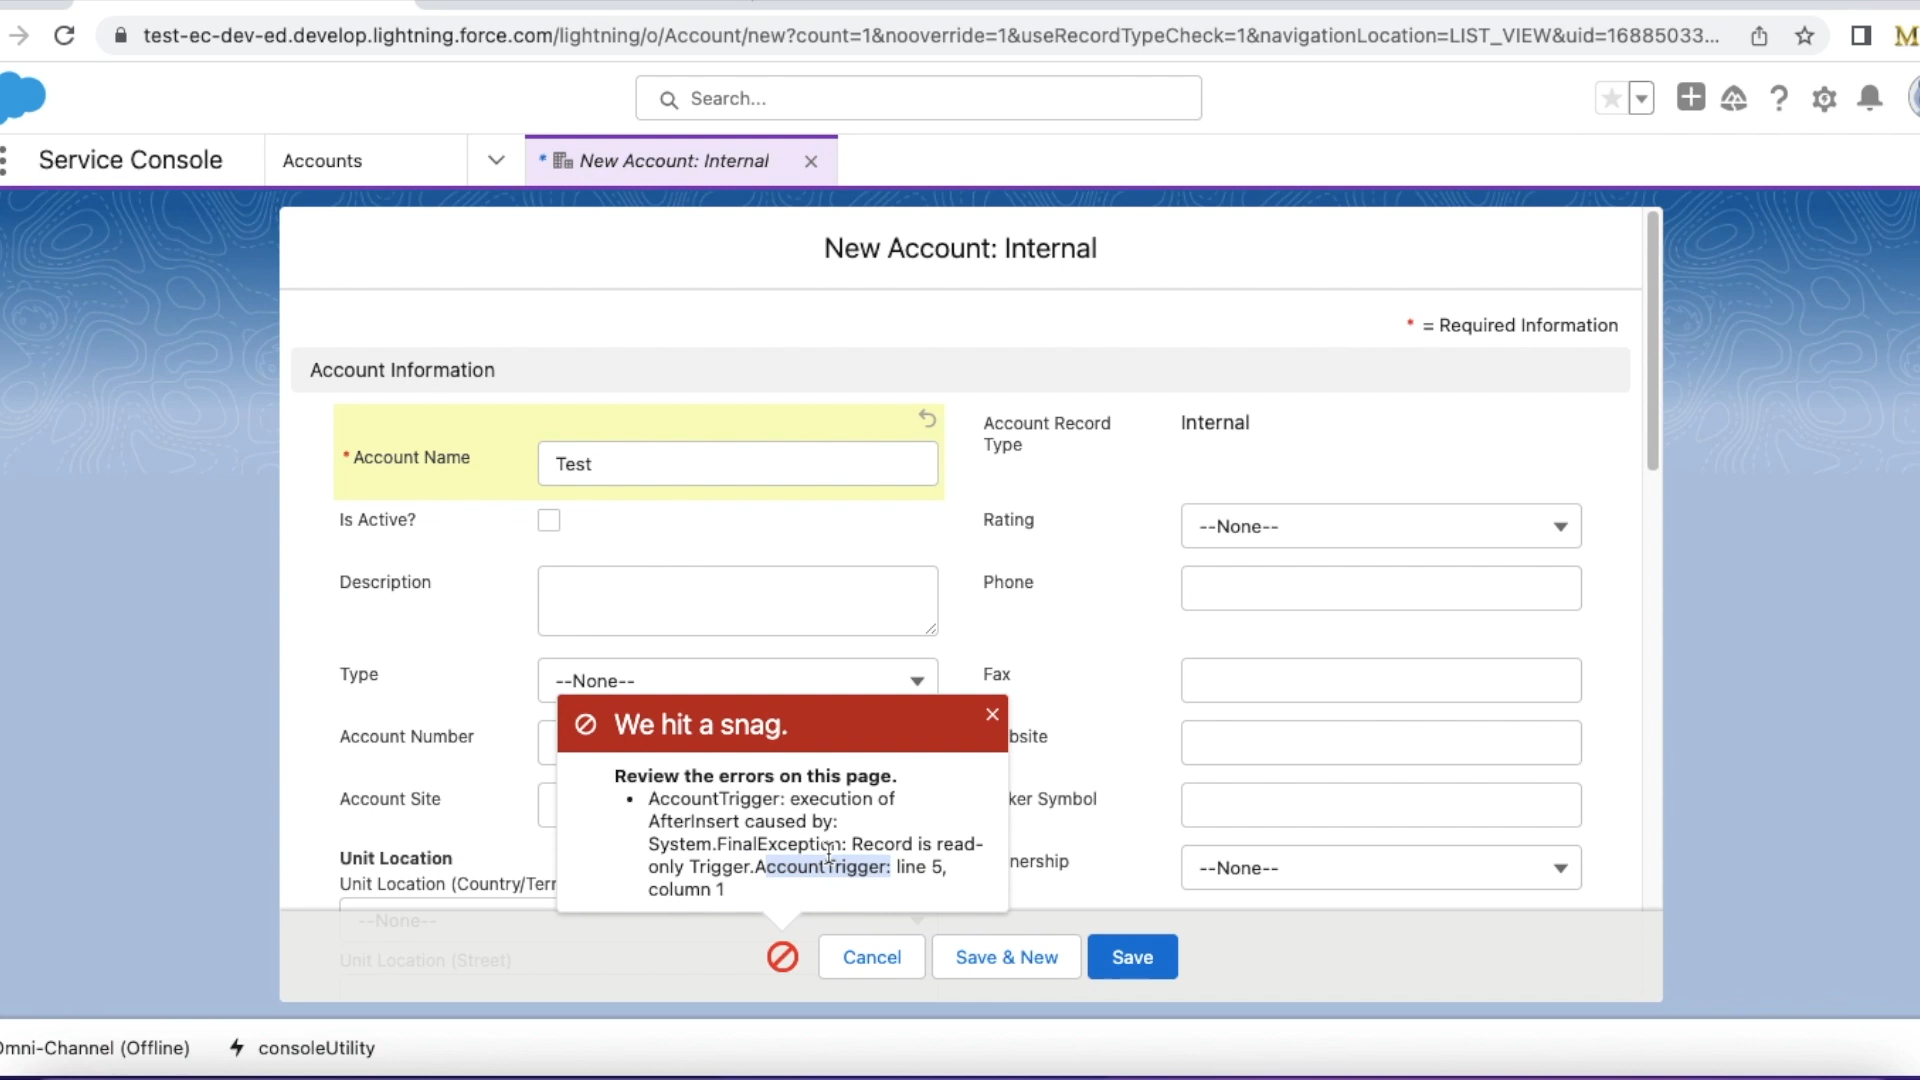 test-ec-dev-ed.develop.lightning.force.com/lightning/o/Account/new?count=1&nooverride=1&useRecordTypeCheck=1&navigationLocation=LIST_VIEW&uid=16885033...
M
Search...
Service Console
Accounts
* New Account: Internal
New Account: Internal
* = Required Information
Account Information
* Account Name
Test
Account Record
Type
Internal
Is Active?
Rating
--None--
Description
Phone
Type
--None--
Fax
Account Number
bsite
Account Site
ker Symbol
Unit Location
Unit Location (Country/Terr
--None--
Unit Location (Street)
nership
--None--
We hit a snag.
Review the errors on this page.
• AccountTrigger: execution of
AfterInsert caused by:
System.FinalException: Record is read-
only Trigger.AccountTrigger: line 5,
column 1
Cancel
Save & New
Save
Omni-Channel (Offline)
consoleUtility